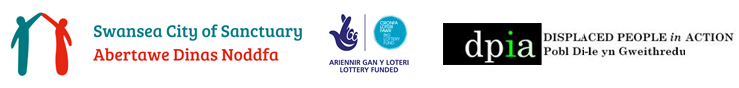 Swansea City of Sanctuary
Abertawe Dinas Noddfa
CRONFA
LOTERI
FAWR
BIG
LOTTERY
FUND
ARIENNIR GAN Y LOTERI
LOTTERY FUNDED
dpia
DISPLACED PEOPLE in ACTION
Pobl Di-le yn Gweithredu